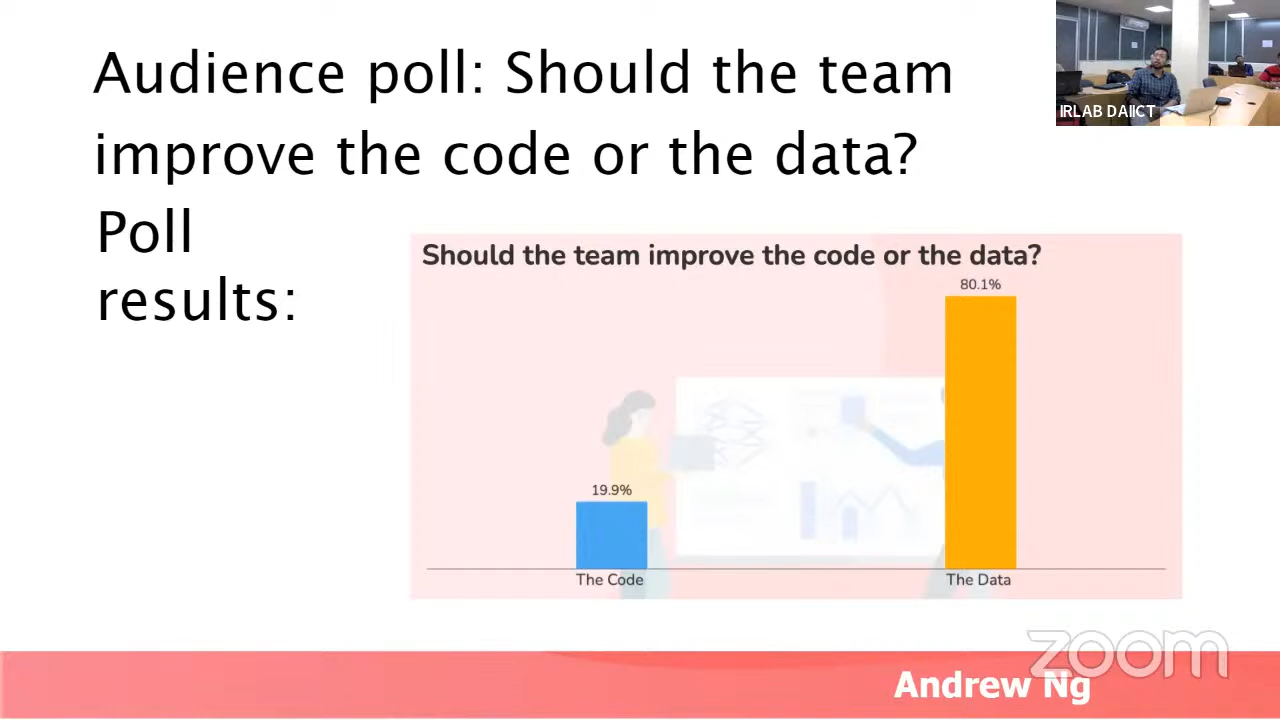 Audience poll: Should the team
improve the code or the data?
Poll
results:
IRLAB DAIICT
Should the team improve the code or the data?
80.1%
19.9%
The Code
The Data
zoom
Andrew Ng